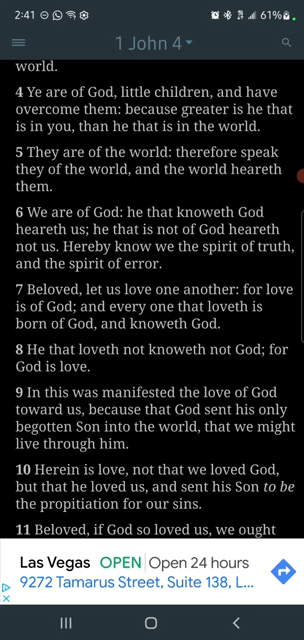 2:41
61%
1 John 4
world.
4 Ye are of God, little children, and have
overcome them: because greater is he that
is in you, than he that is in the world.
5 They are of the world: therefore speak
they of the world, and the world heareth
them.
6 We are of God: he that knoweth God
heareth us; he that is not of God heareth
not us. Hereby know we the spirit of truth,
and the spirit of error.
7 Beloved, let us love one another: for love
is of God; and every one that loveth is
born of God, and knoweth God.
8 He that loveth not knoweth not God; for
God is love.
9 In this was manifested the love of God
toward us, because that God sent his only
begotten Son into the world, that we might
live through him.
10 Herein is love, not that we loved God,
but that he loved us, and sent his Son to be
the propitiation for our sins.
11 Beloved, if God so loved us, we ought
Las Vegas OPEN Open 24 hours
9272 Tamarus Street, Suite 138, L...